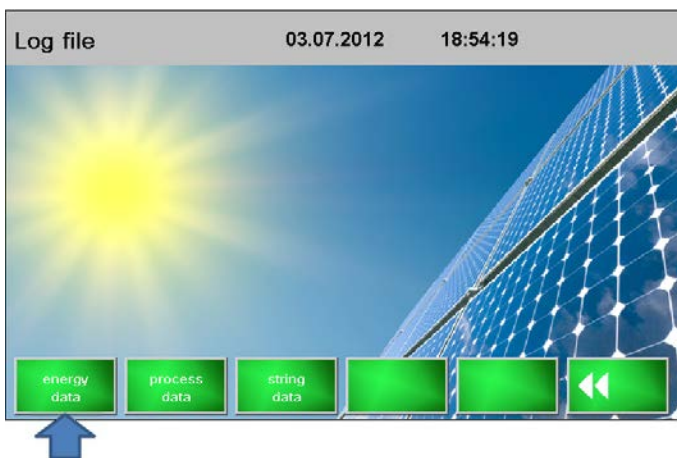 Log file 03.07.2012 18:54:19
energy data
process data
string data